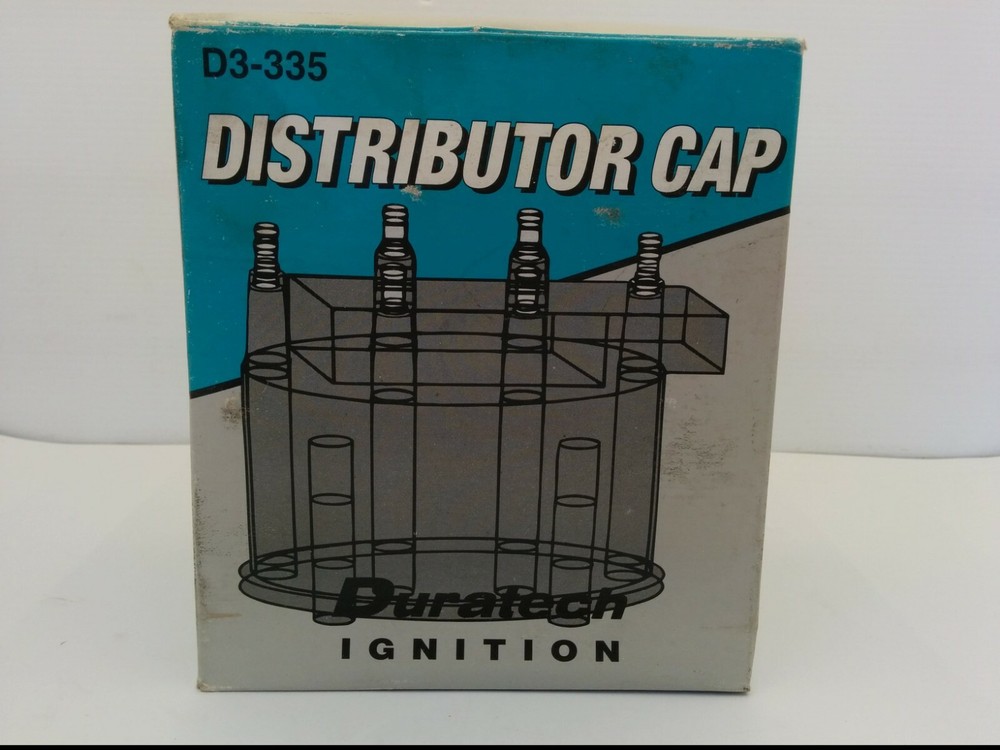 D3-335
DISTRIBUTOR CAP
Duratech
IGNITION